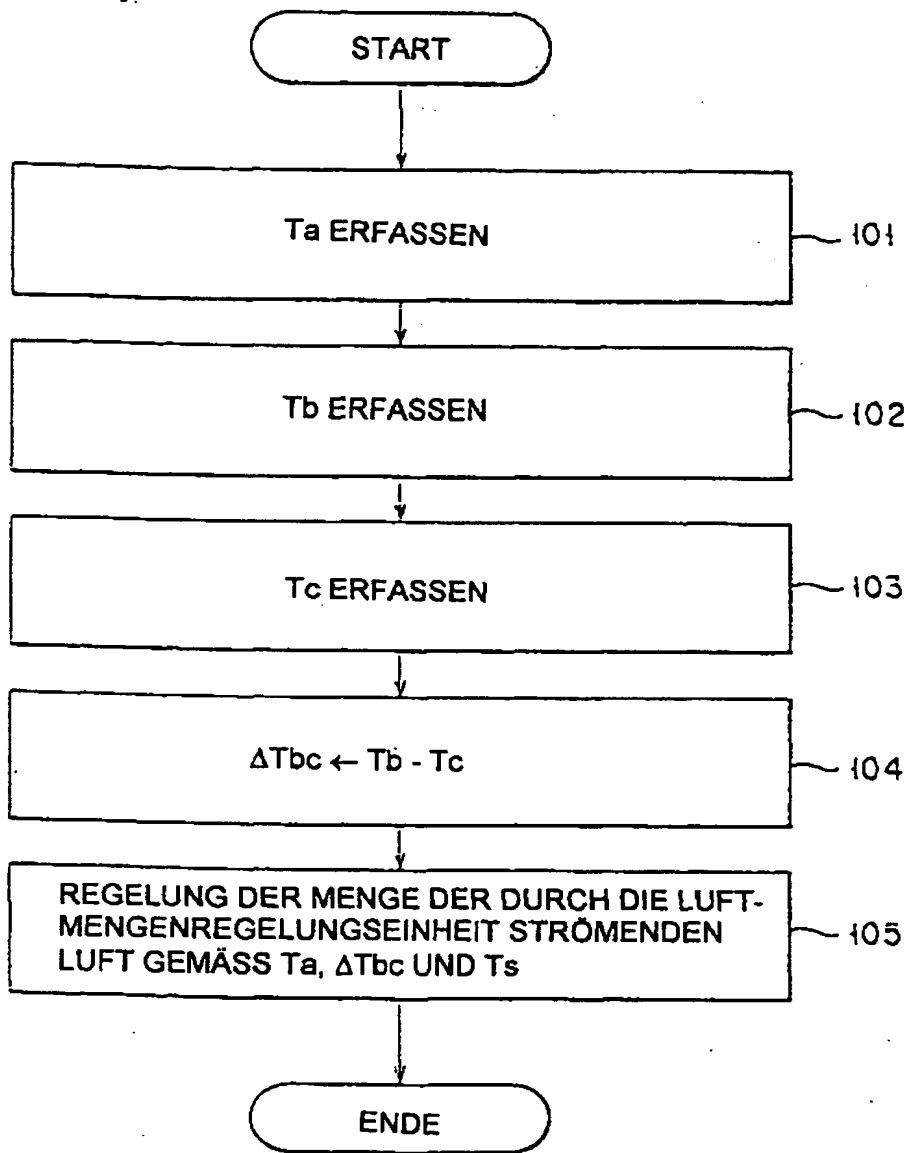 START
Ta ERFASSEN
101
Tb ERFASSEN
102
Tc ERFASSEN
103
ΔTbc ← Tb - Tc
104
REGELUNG DER MENGE DER DURCH DIE LUFT-
MENGENREGELUNGSEINHEIT STRÖMENDEN
LUFT GEMÄSS Ta, ΔTbc UND Ts
105
ENDE